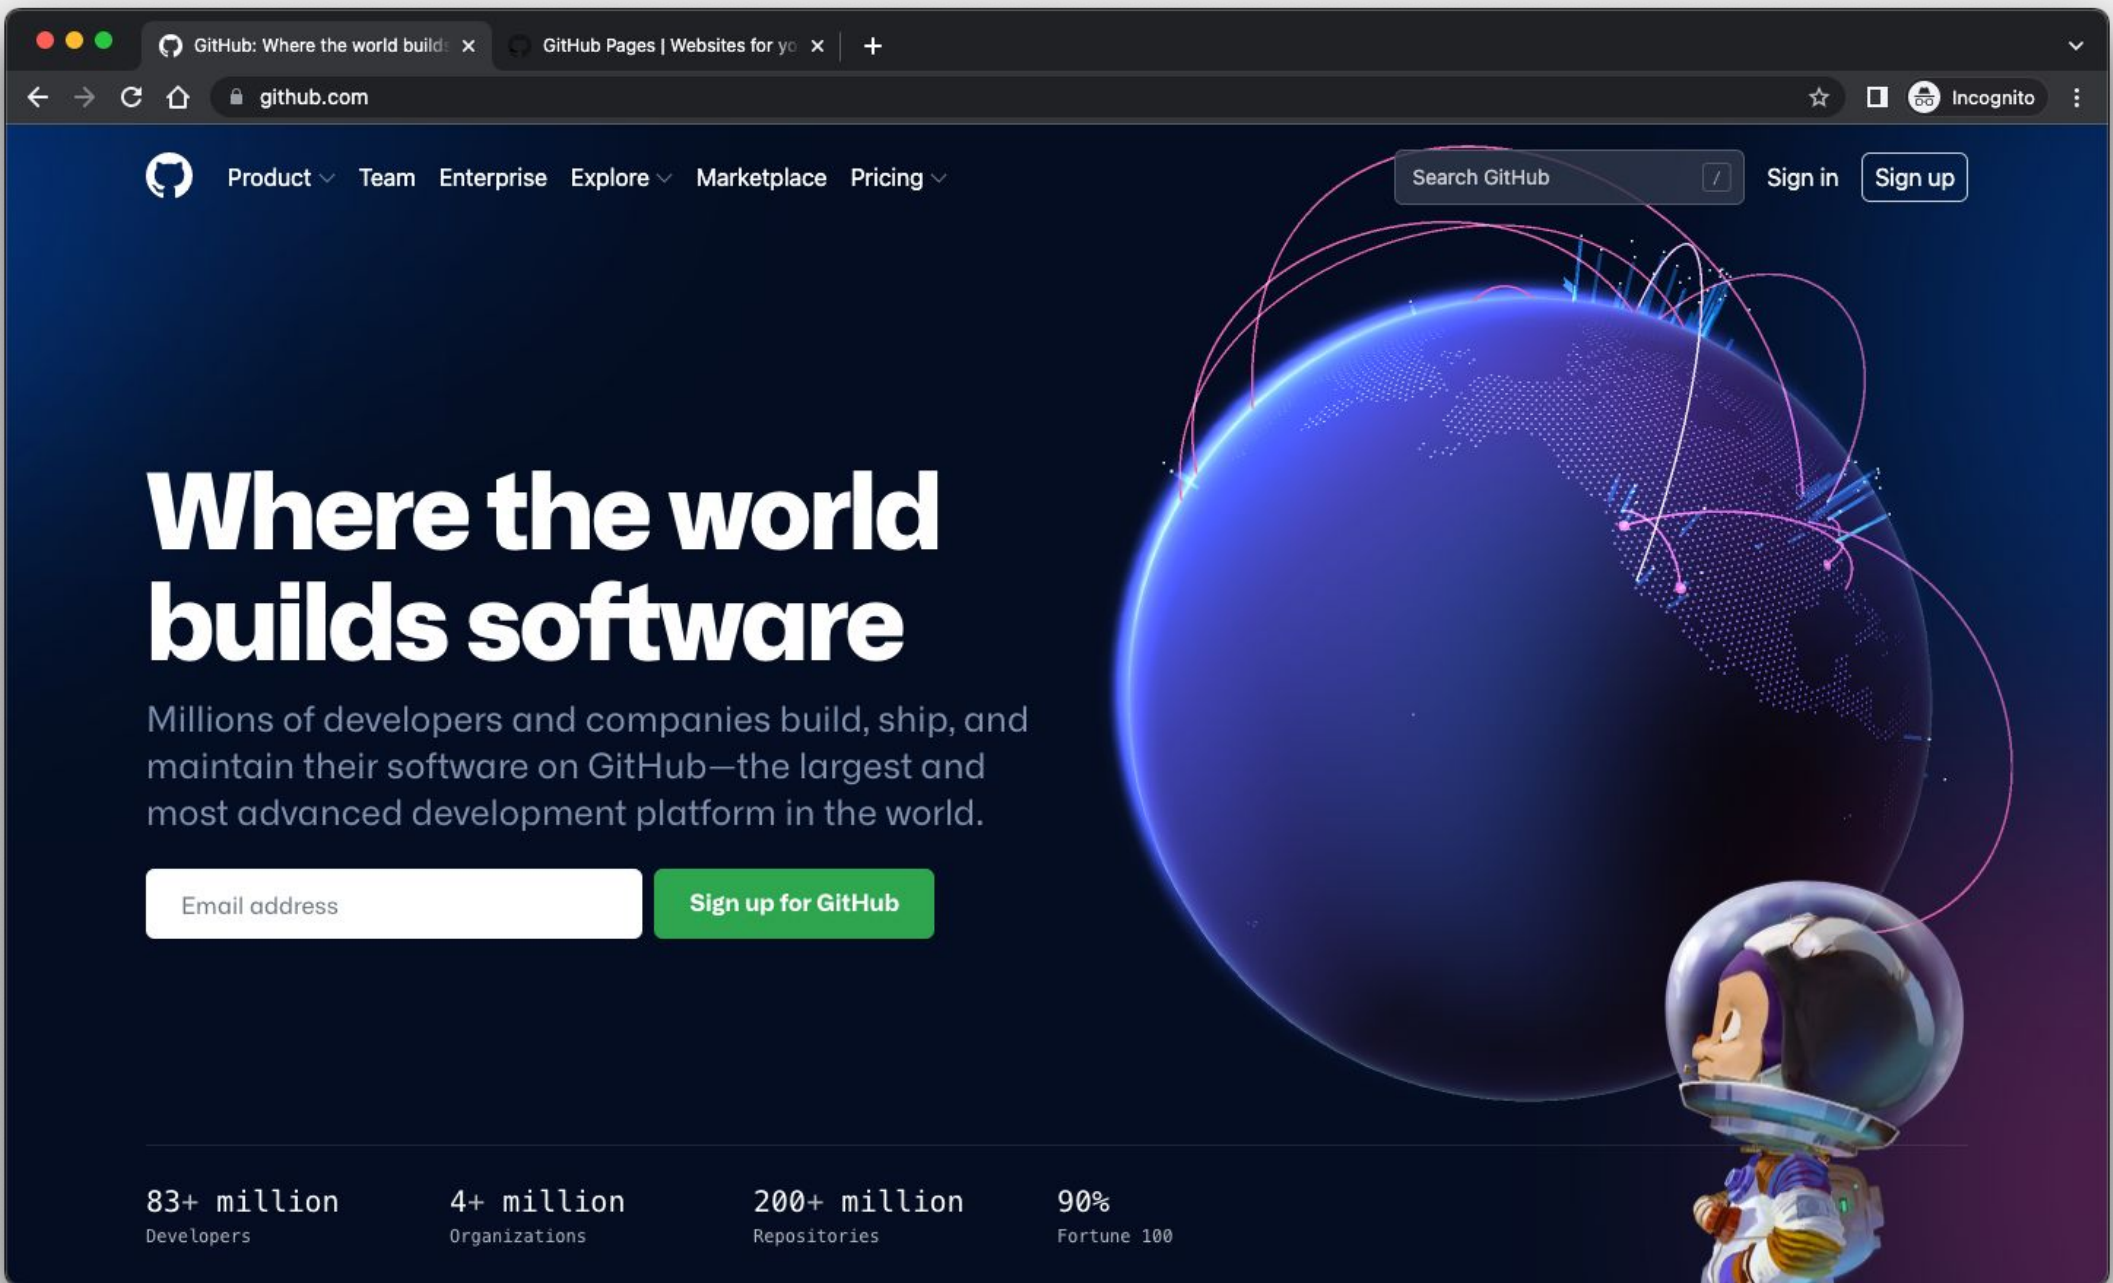 GitHub: Where the world builds
GitHub Pages | Websites for yo
github.com
Incognito
Product Team Enterprise Explore Marketplace Pricing
Search GitHub /
Sign in
Sign up
Where the world
builds software
Millions of developers and companies build, ship, and
maintain their software on GitHub—the largest and
most advanced development platform in the world.
Email address
Sign up for GitHub
83+ million
Developers
4+ million
Organizations
200+ million
Repositories
90%
Fortune 100